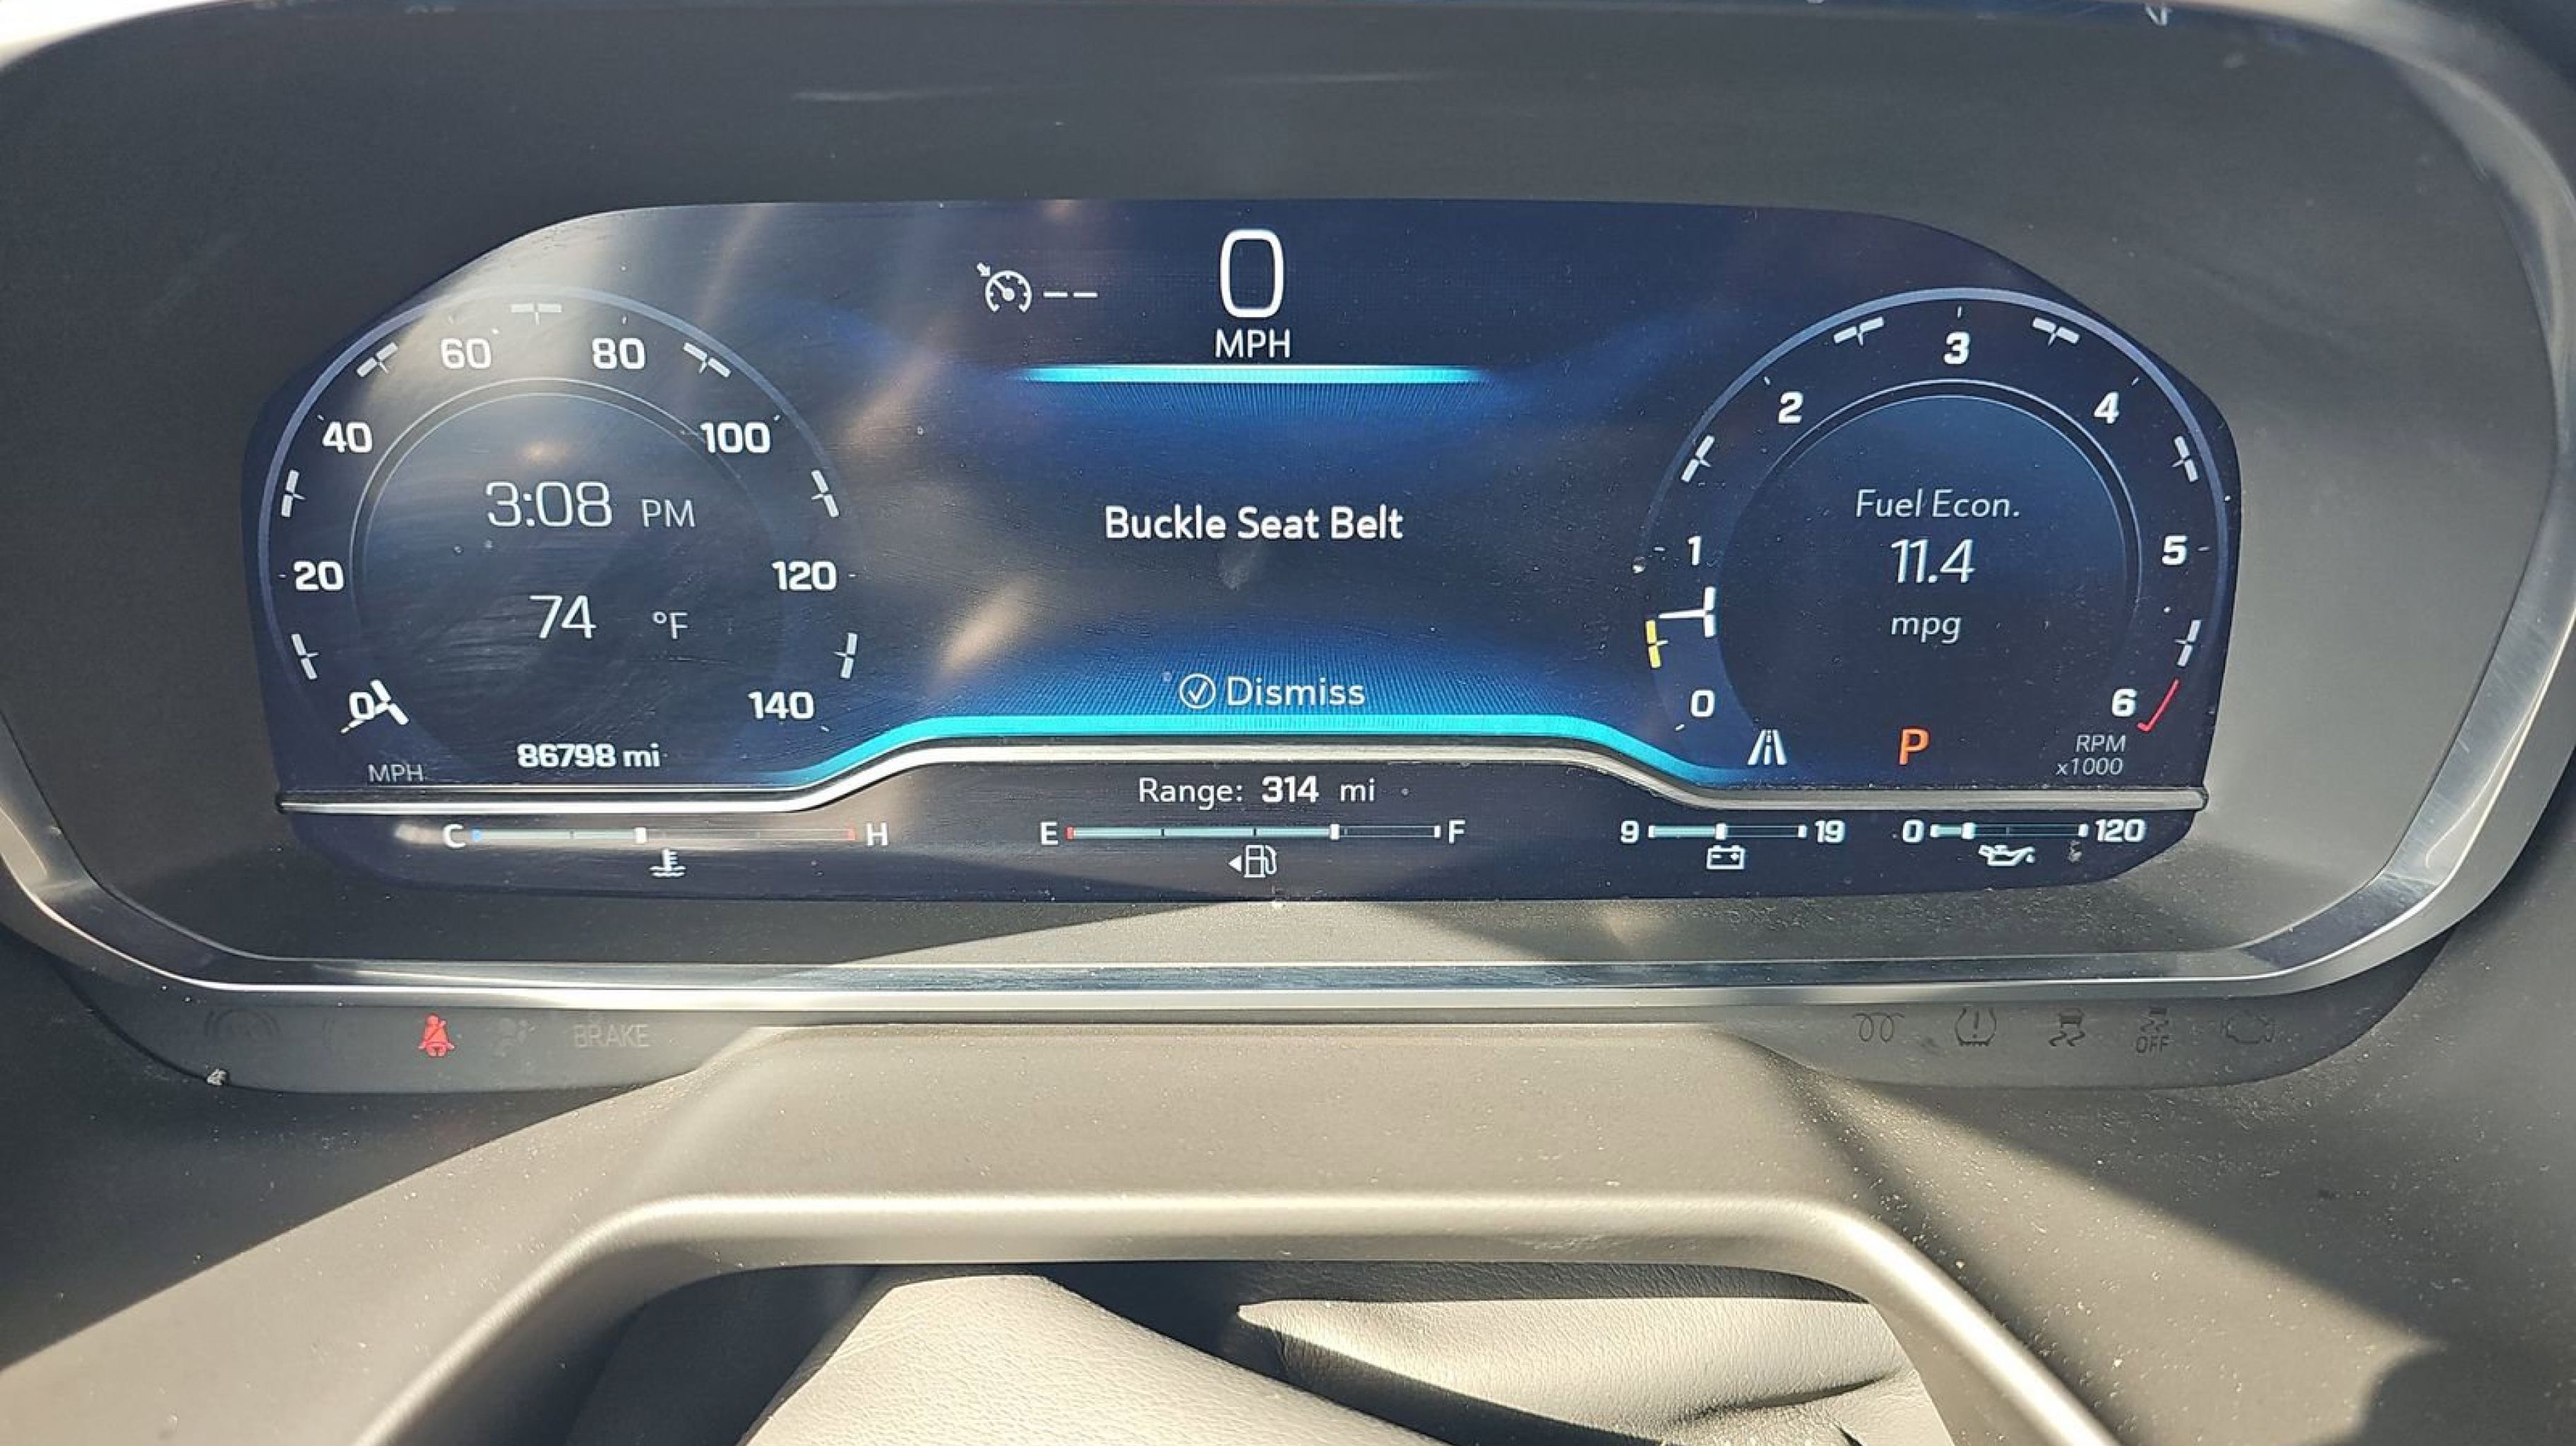 -- 0
MPH
0 20 40 60 80 100 120 140
3:08 PM
74 °F
86798 mi
MPH
Buckle Seat Belt
Dismiss
0 1 2 3 4 5 6
Fuel Econ.
11.4
mpg
P
RPM
x1000
Range: 314 mi
C H
E F
9 19
0 120
BRAKE
OFF